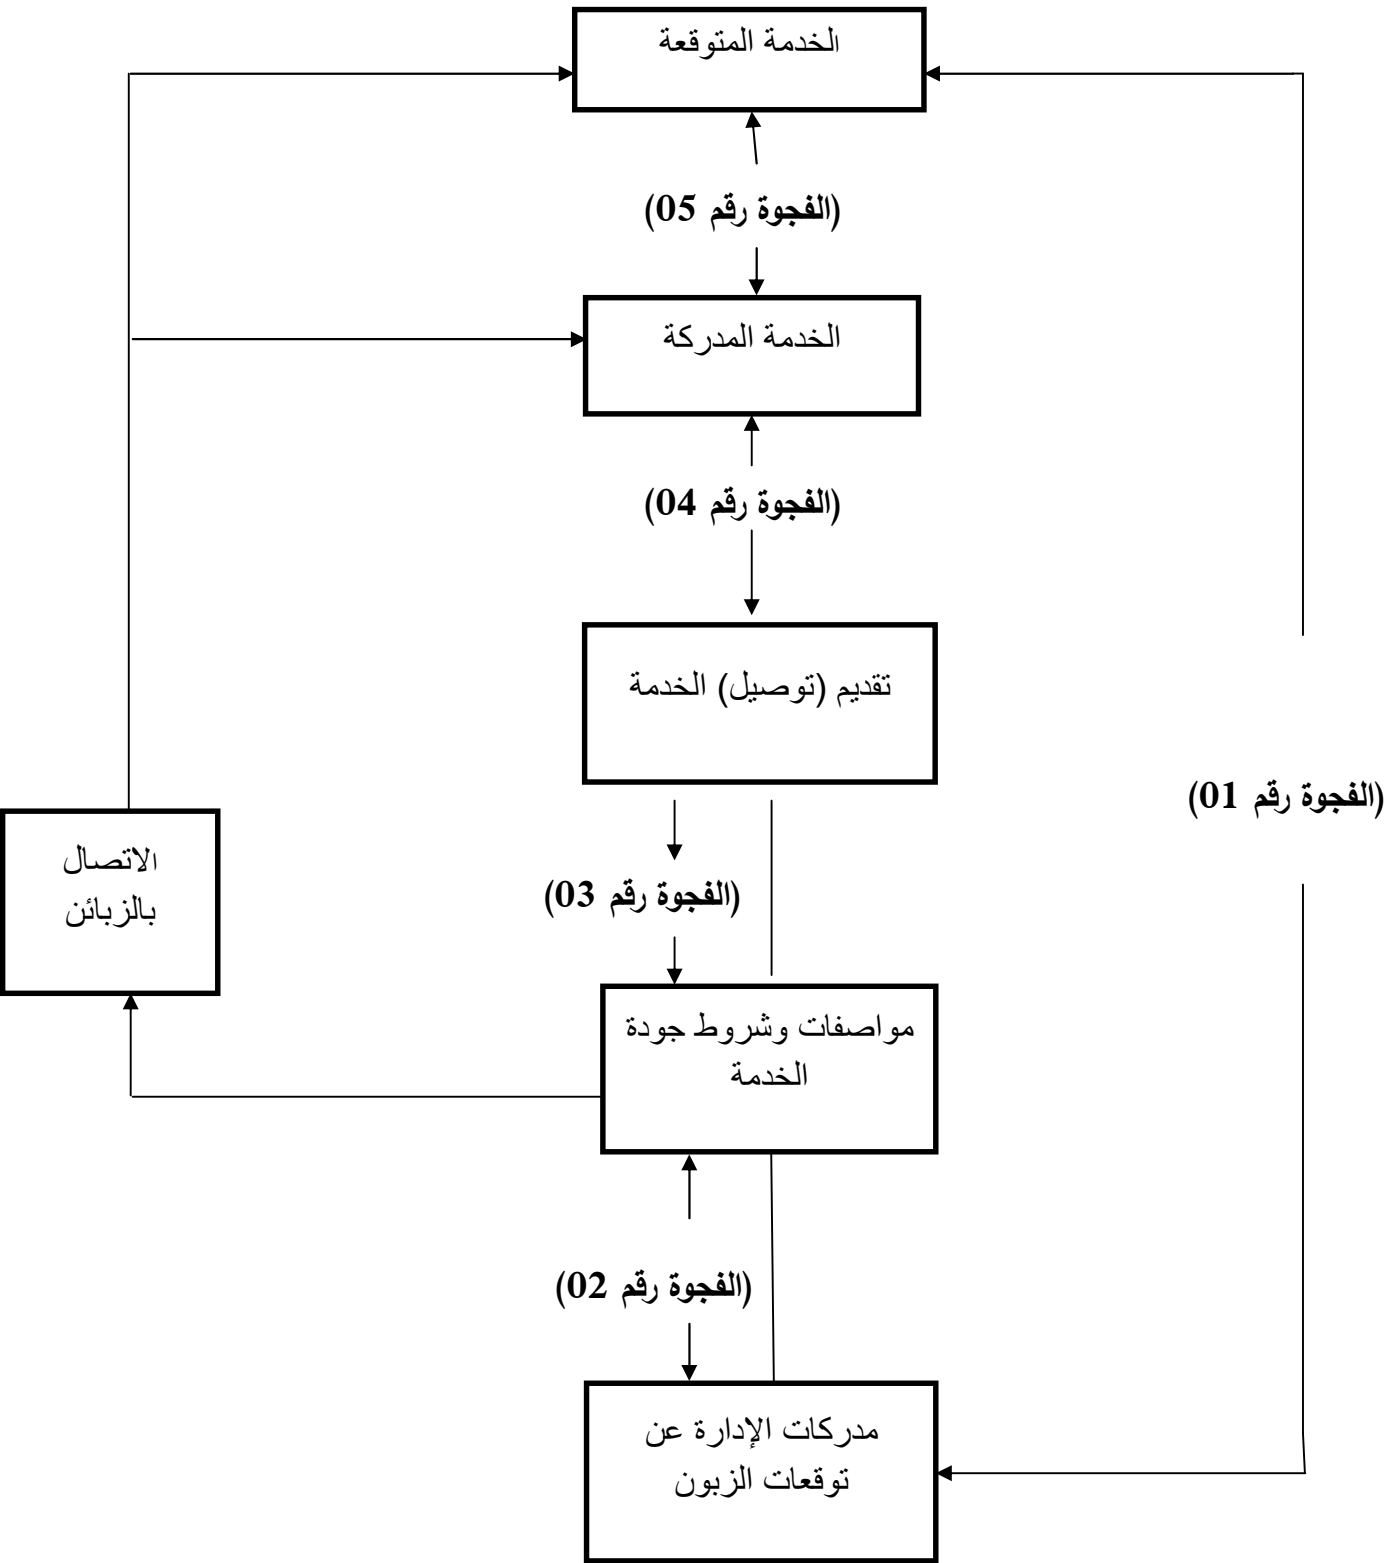 الخدمة المتوقعة
(الفجوة رقم 05)
الخدمة المدركة
(الفجوة رقم 04)
تقديم (توصيل) الخدمة
(الفجوة رقم 01)
الاتصال
بالزبائن
(الفجوة رقم 03)
مواصفات وشروط جودة
الخدمة
(الفجوة رقم 02)
مدركات الإدارة عن
توقعات الزبون